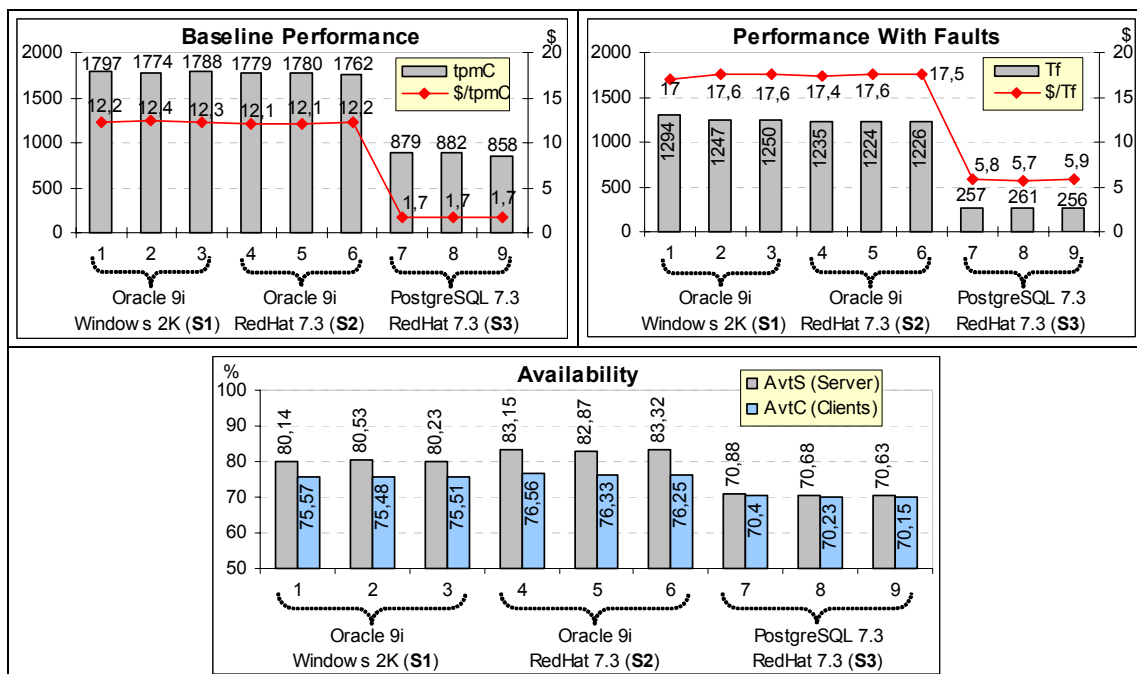 Baseline Performance
$
2000
1500
1000
500
0
1797 1774 1788 1779 1780 1762
879 882 858
12,2 12,4 12,3 12,1 12,1 12,2
1,7 1,7 1,7
tpmC
$/tpmC
20
15
10
5
0
1 2 3 4 5 6 7 8 9
Oracle 9i Oracle 9i PostgreSQL 7.3
Windows 2K (S1) RedHat 7.3 (S2) RedHat 7.3 (S3)
Performance With Faults
$
2000
1500
1000
500
0
17 17,6 17,6 17,4 17,6 17,5
5,8 5,7 5,9
1294 1247 1250 1235 1224 1226
257 261 256
Tf
$/Tf
20
15
10
5
0
1 2 3 4 5 6 7 8 9
Oracle 9i Oracle 9i PostgreSQL 7.3
Windows 2K (S1) RedHat 7.3 (S2) RedHat 7.3 (S3)
%
Availability
100
90
80
70
60
50
AvtS (Server)
AvtC (Clients)
80,14 80,53 80,23 83,15 82,87 83,32 70,88 70,68 70,63
75,57 75,48 75,51 76,56 76,33 76,25 70,4 70,23 70,15
1 2 3 4 5 6 7 8 9
Oracle 9i Oracle 9i PostgreSQL 7.3
Windows 2K (S1) RedHat 7.3 (S2) RedHat 7.3 (S3)